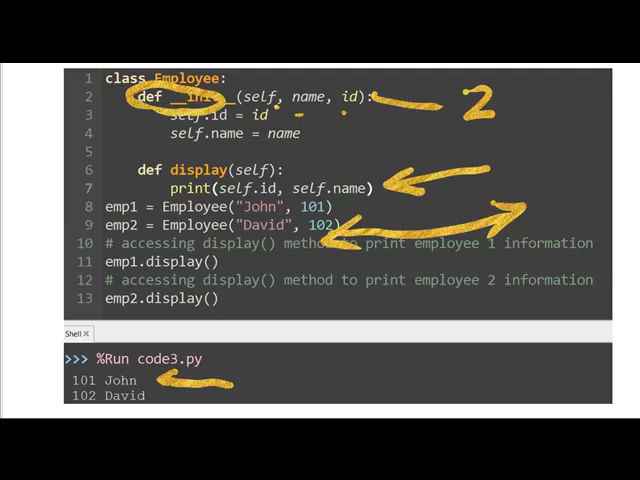 1 class Employee:
2 def __init__(self, name, id):
2
3 self.id = id
4 self.name = name
5
6 def display(self):
7 print(self.id, self.name)
8 emp1 = Employee("John", 101)
9 emp2 = Employee("David", 102)
10 # accessing display() method to print employee 1 information
11 emp1.display()
12 # accessing display() method to print employee 2 information
13 emp2.display()
Shell
>>> %Run code3.py
101 John
102 David